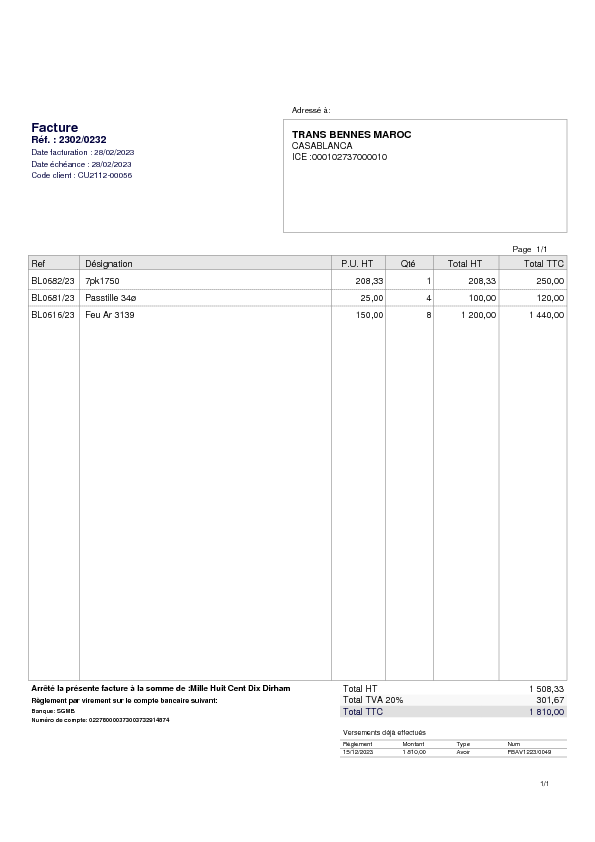 Adressé à:
Facture
Réf. : 2302/0232
Date facturation : 28/02/2023
Date échéance : 28/02/2023
Code client : CU2112-00056
TRANS BENNES MAROC
CASABLANCA
ICE :000102737000010
Page 1/1
Ref Désignation P.U. HT Qté Total HT Total TTC
BL0582/23 7pk1750 208,33 1 208,33 250,00
BL0581/23 Passtille 34ø 25,00 4 100,00 120,00
BL0516/23 Feu Ar 3139 150,00 8 1 200,00 1 440,00
Arrêté la présente facture à la somme de :Mille Huit Cent Dix Dirham
Règlement par virement sur le compte bancaire suivant:
Banque: SGMB
Numéro de compte:
Total HT 1 508,33
Total TVA 20% 301,67
Total TTC 1 810,00
Versements déjà effectués
Règlement Montant Type Num
15/12/2023 1 810,00 Avoir FBAV1223/0049
1/1